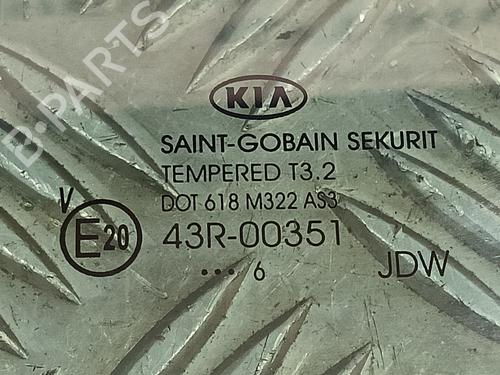 KIA
SAINT-GOBAIN SEKURIT
TEMPERED T3.2
DOT 618 M322 AS3
V
E20 43R-00351
••• 6 JDW
B-PARTS